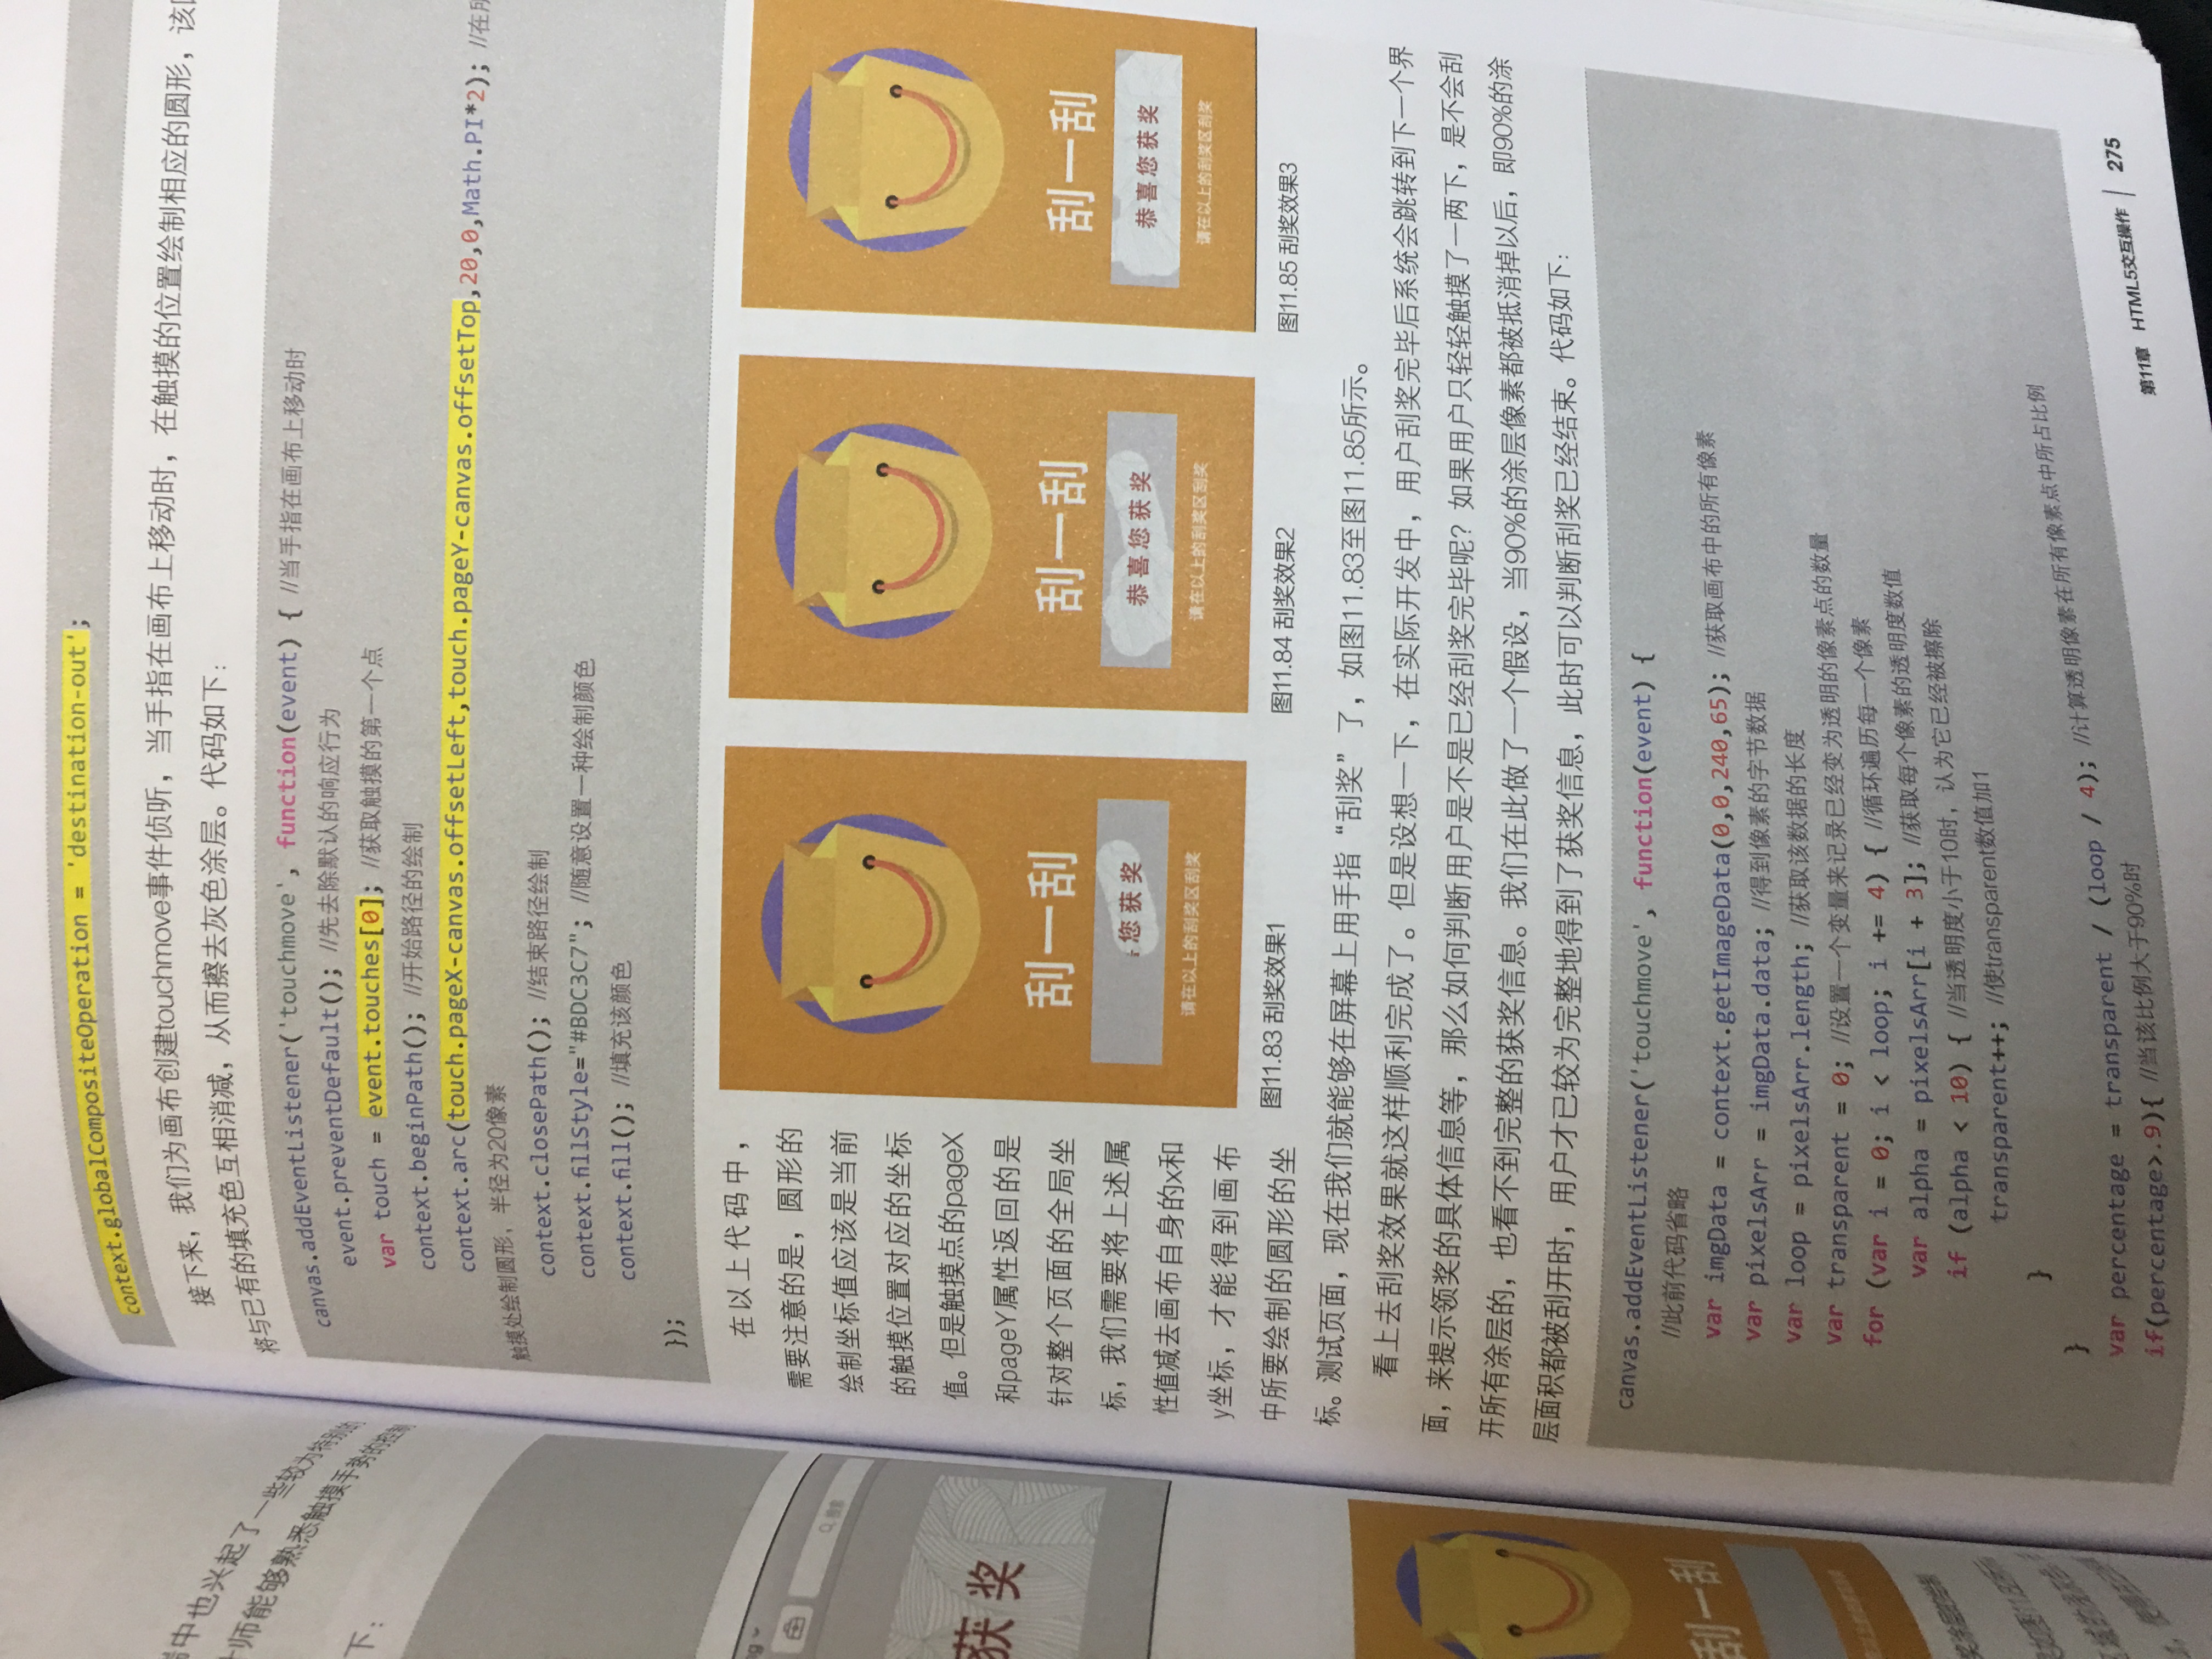 context.globalCompositeOperation = 'destination-out';
接下来，我们为画布创建touchmove事件侦听，当手指在画布上移动时，在触摸的位置绘制相应的圆形，该
将与已有的填充色互相消减，从而擦去灰色涂层。代码如下：
canvas.addEventListener('touchmove', function(event) { //当手指在画布上移动时
event.preventDefault(); //先去除默认的响应行为
var touch = event.touches[0]; //获取触摸的第一个点
context.beginPath(); //开始路径的绘制
context.arc(touch.pageX-canvas.offsetLeft,touch.pageY-canvas.offsetTop,20,0,Math.PI*2); //在所
触摸处绘制圆形，半径为20像素
context.closePath(); //结束路径绘制
context.fillStyle="#BDC3C7"; //随意设置一种绘制颜色
context.fill(); //填充该颜色
});
在以上代码中，
需要注意的是，圆形的
绘制坐标值应该是当前
的触摸位置对应的坐标
值。但是触摸点的pageX
和pageY属性返回的是
针对整个页面的全局坐
标，我们需要将上述属
性值减去画布自身的x和
y坐标，才能得到画布
中所要绘制的圆形的坐
标。测试页面，现在我们就能够在屏幕上用手指“刮奖”了，如图11.83至图11.85所示。
刮一刮
您获奖
请在以上的刮奖区刮奖
图11.83 刮奖效果1
刮一刮
恭喜您获奖
请在以上的刮奖区刮奖
图11.84 刮奖效果2
刮一刮
恭喜您获奖
请在以上的刮奖区刮奖
图11.85 刮奖效果3
看上去刮奖效果就这样顺利完成了。但是设想一下，在实际开发中，用户刮奖完毕后系统会跳转到下一个界
面，来提示领奖的具体信息等，那么如何判断用户是不是已经刮奖完毕呢？如果用户只轻轻触摸了一两下，是不会刮
开所有涂层的，也看不到完整的获奖信息。我们在此做了一个假设，当90%的涂层像素都被抵消掉以后，即90%的涂
层面积都被刮开时，用户才已较为完整地得到了获奖信息，此时可以判断刮奖已经结束。代码如下：
canvas.addEventListener('touchmove', function(event) {
//此前代码省略
var imgData = context.getImageData(0,0,240,65); //获取画布中的所有像素
var pixelsArr = imgData.data; //得到像素的字节数据
var loop = pixelsArr.length; //获取该数据的长度
var transparent = 0; //设置一个变量来记录已经变为透明的像素点的数量
for (var i = 0; i < loop; i += 4) { //循环遍历每一个像素
var alpha = pixelsArr[i + 3]; //获取每个像素的透明度数值
if (alpha < 10) { //当透明度小于10时，认为它已经被擦除
transparent++; //使transparent数值加1
}
}
var percentage = transparent / (loop / 4); //计算透明像素在所有像素点中所占比例
if(percentage>.9){ //当该比例大于90%时
第11章 HTML5交互操作 275
中也兴起了一些较为特别的
师能够熟悉触摸手势的控制
下：
搜索
获奖
刮一刮
奖涂层的绘制